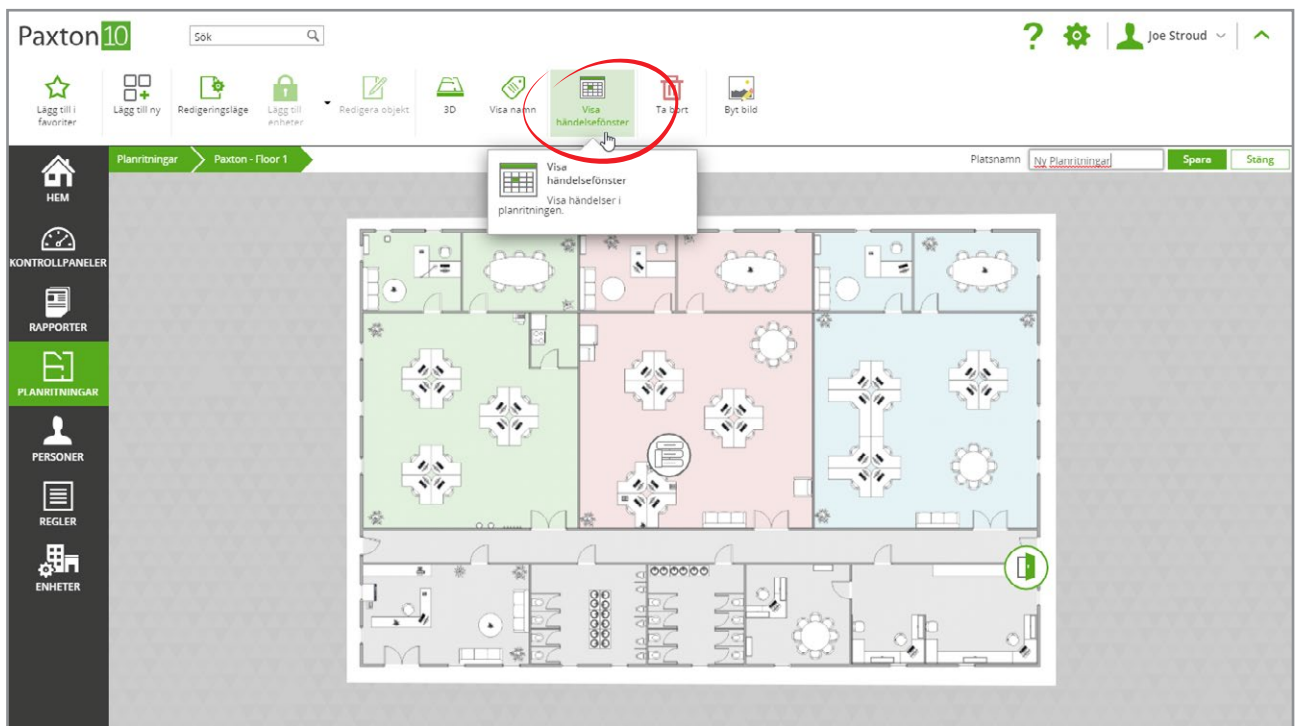 Paxton10
Sök
?
Joe Stroud
Lägg till i
favoriter
Lägg till ny
Redigeringsläge
Lägg till
enheter
Redigera objekt
3D
Visa namn
Visa
händelsefönster
Ta bort
Byt bild
Planritningar
Paxton - Floor 1
Platsnamn
Ny Planritningar
Spara
Stäng
Visa
händelsefönster
Visa händelser i
planritningen.
HEM
KONTROLLPANELER
RAPPORTER
PLANRITNINGAR
PERSONER
REGLER
ENHETER